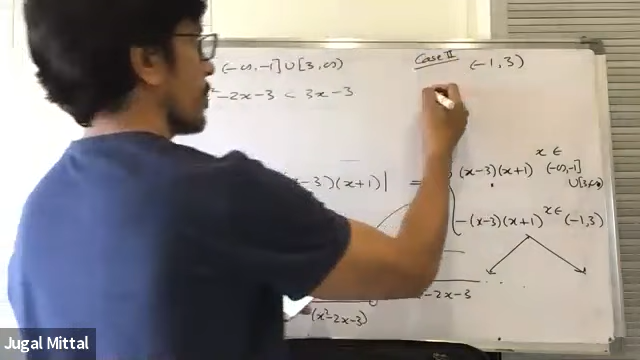 (-∞, -1] ∪ [3, ∞)
Case II (-1, 3)
²-2x-3 < 3x-3
-3)(x+1)| =
(x-3)(x+1) x ∈ (-∞, -1]
∪ [3, ∞)
-(x-3)(x+1) x ∈ (-1, 3)
-2x-3
(x²-2x-3)
Jugal Mittal